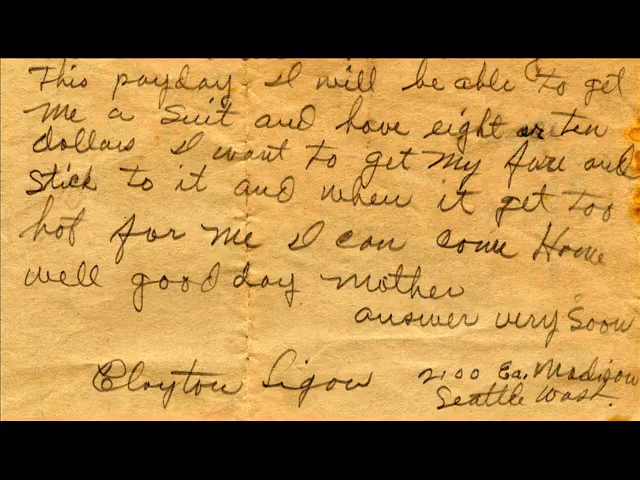 This payday I will be able to get
me a Suit and have eight or ten
dollars I want to get my fare and
Stick to it and when it get too
hot for me I can come Home
well good day Mother
answer very Soon
Clayton Sigou
2100 Ea. Madison
Seattle Wash.